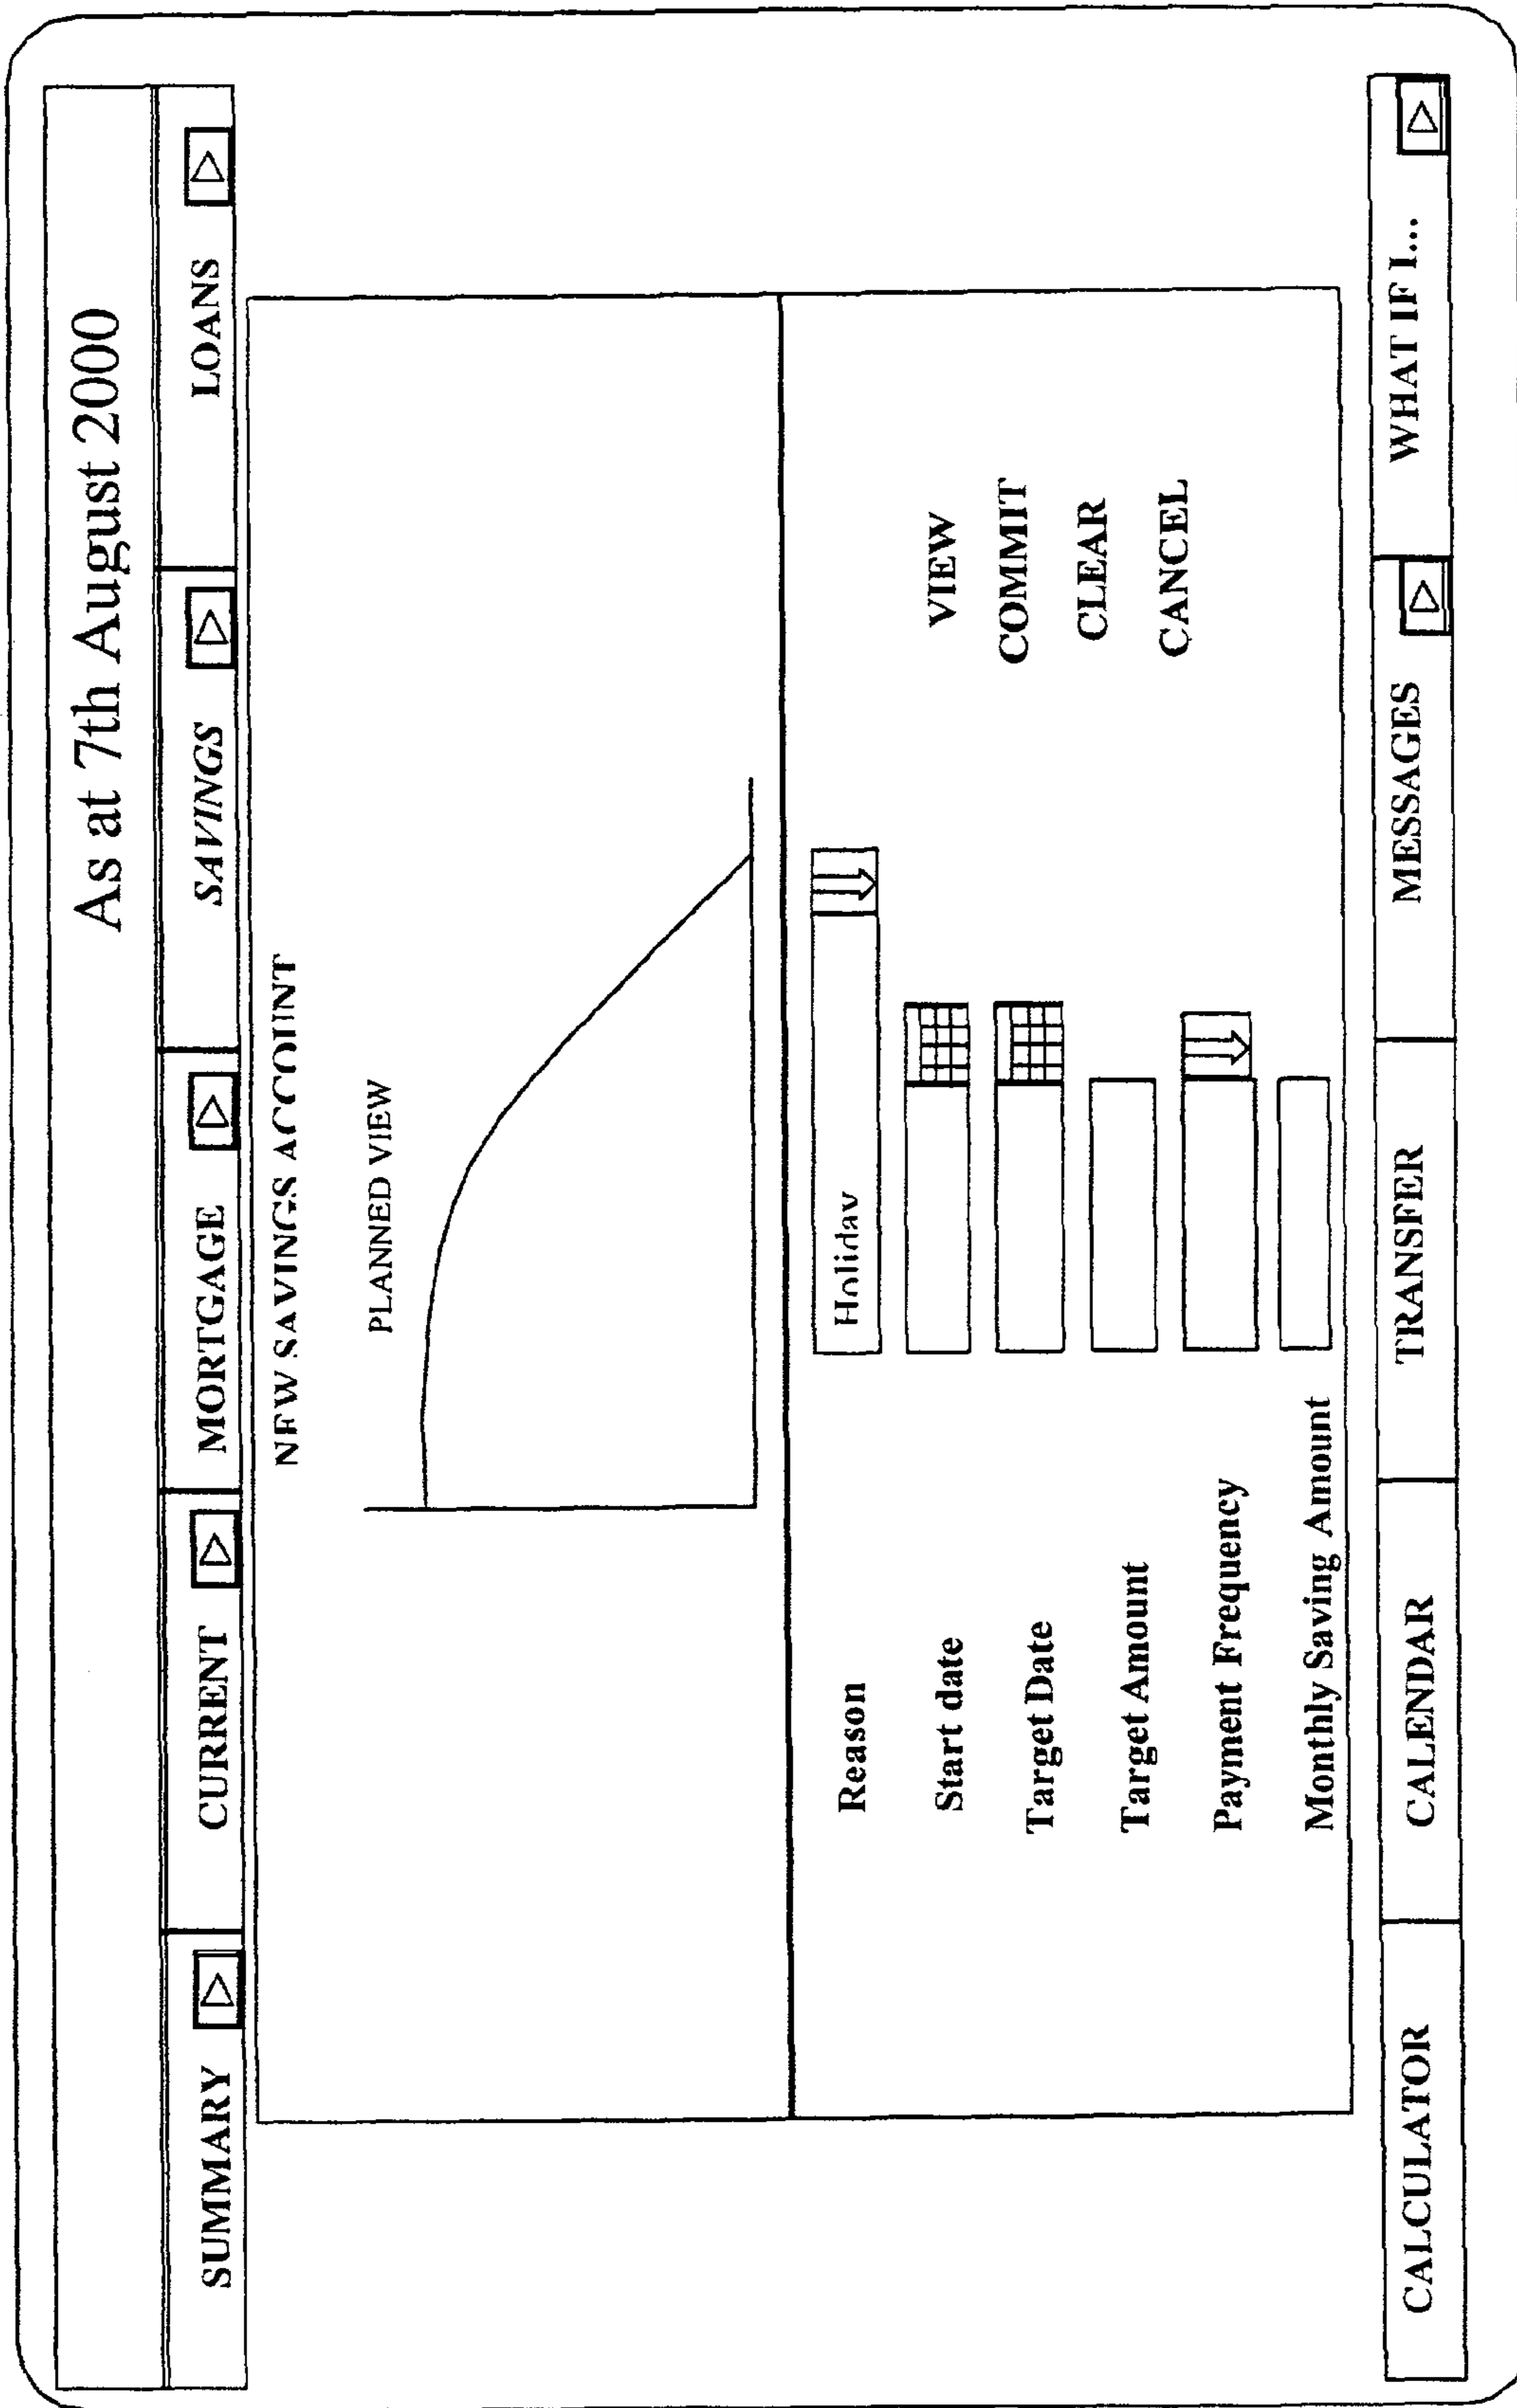 As at 7th August 2000
SUMMARY CURRENT MORTGAGE SAVINGS LOANS
NEW SAVINGS ACCOUNT
PLANNED VIEW
Reason Holiday
Start date VIEW
Target Date COMMIT
Target Amount CLEAR
Payment Frequency CANCEL
Monthly Saving Amount
CALCULATOR CALENDAR TRANSFER MESSAGES WHAT IF I...